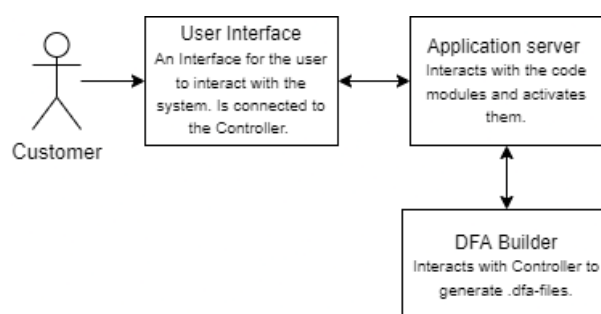 User Interface
An Interface for the user
to interact with the
system. Is connected to
the Controller.
Application server
Interacts with the code
modules and activates
them.
Customer
DFA Builder
Interacts with Controller to
generate .dfa-files.